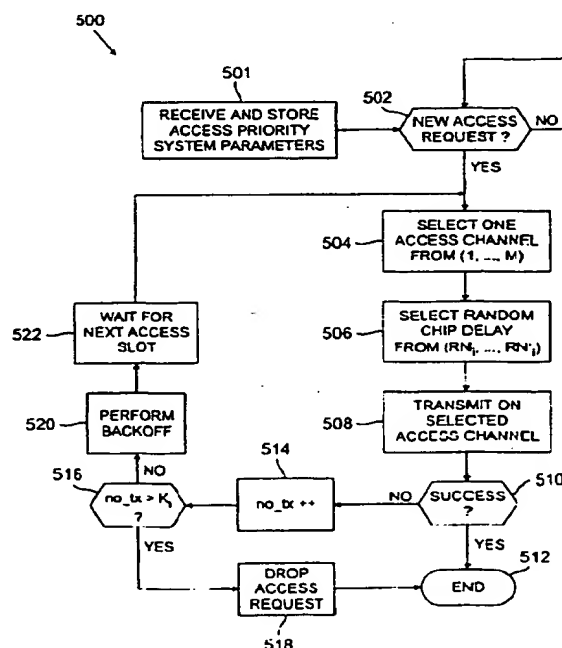 500
501
RECEIVE AND STORE
ACCESS PRIORITY
SYSTEM PARAMETERS
502
NEW ACCESS
REQUEST ?
NO
YES
504
SELECT ONE
ACCESS CHANNEL
FROM (1, ..., M)
506
SELECT RANDOM
CHIP DELAY
FROM (RNi, ..., RN'i)
508
TRANSMIT ON
SELECTED
ACCESS CHANNEL
522
WAIT FOR
NEXT ACCESS
SLOT
520
PERFORM
BACKOFF
NO
516
no_tx > Ki
?
YES
514
no_tx ++
NO
510
SUCCESS
?
YES
512
END
DROP
ACCESS
REQUEST
518